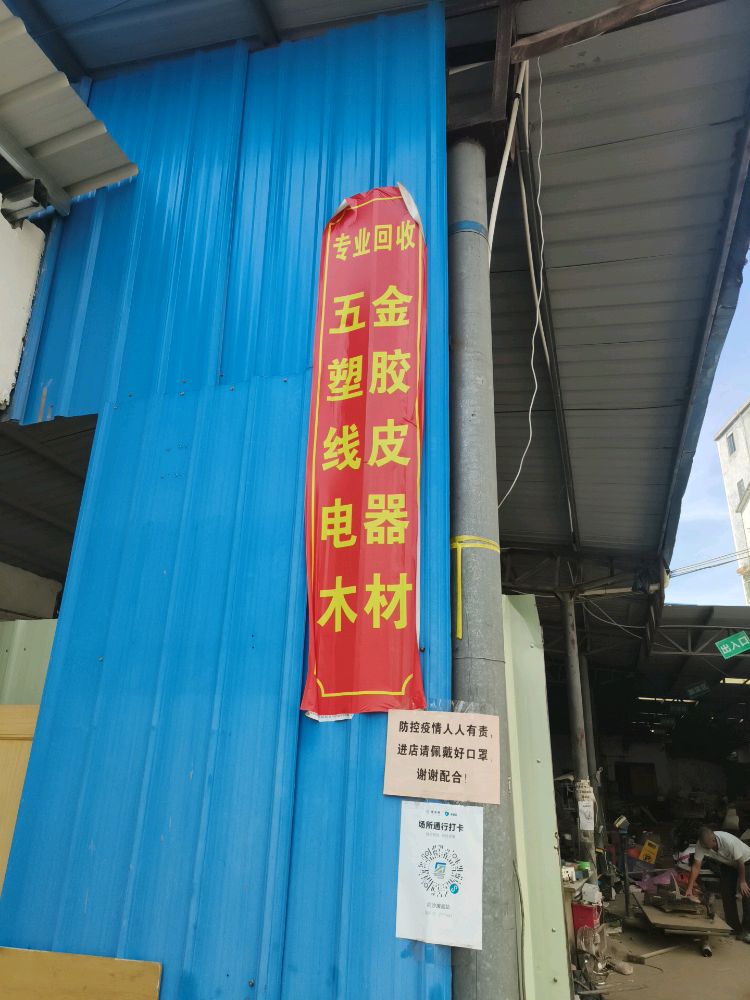 专业回收
五金
塑胶
线皮
电器
木材
防控疫情人人有责，
进店请佩戴好口罩
谢谢配合！
场所通行打卡
出入口